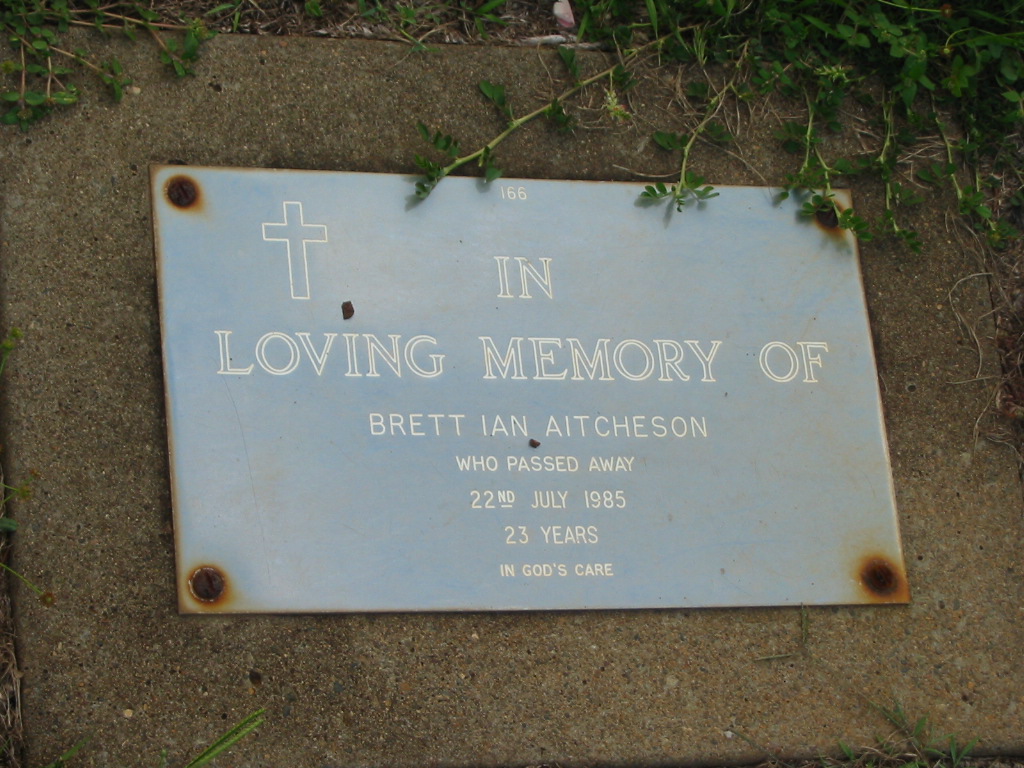 166
IN
LOVING MEMORY OF
BRETT IAN AITCHESON
WHO PASSED AWAY
22ND JULY 1985
23 YEARS
IN GOD'S CARE